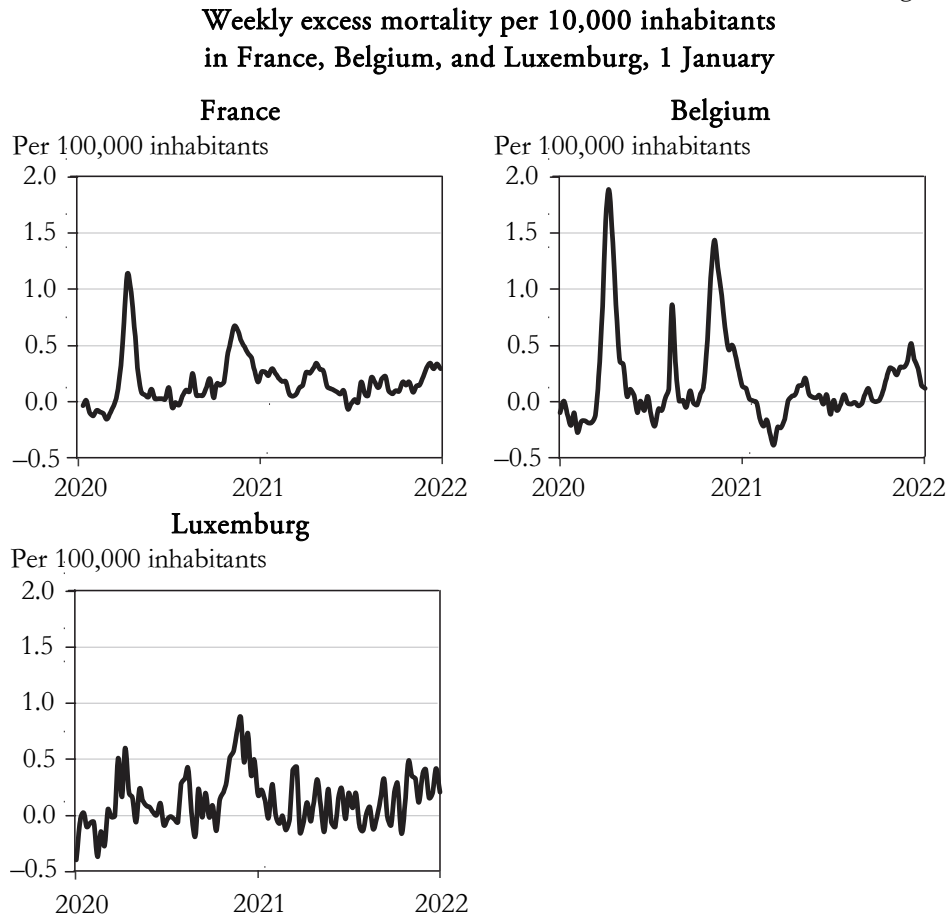 Weekly excess mortality per 10,000 inhabitants
in France, Belgium, and Luxemburg, 1 January
France
Per 100,000 inhabitants
2.0
1.5
1.0
0.5
0.0
–0.5
2020 2021 2022
Belgium
Per 100,000 inhabitants
2.0
1.5
1.0
0.5
0.0
–0.5
2020 2021 2022
Luxemburg
Per 100,000 inhabitants
2.0
1.5
1.0
0.5
0.0
–0.5
2020 2021 2022